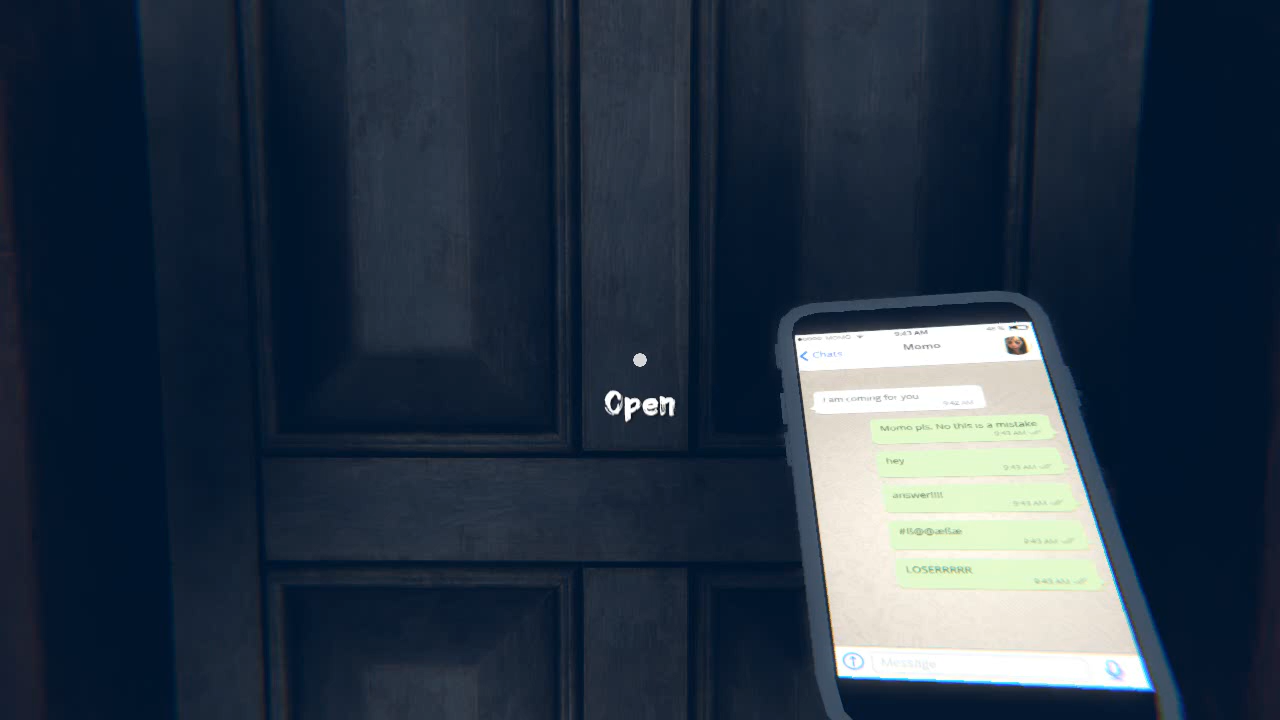 Open
9:43 AM
Chats
Momo
I am coming for you
9:42 AM
Momo pls. No this is a mistake
9:43 AM
hey
9:43 AM
answer!!!!
9:43 AM
9:43 AM
LOSERRRRR
9:43 AM
Message